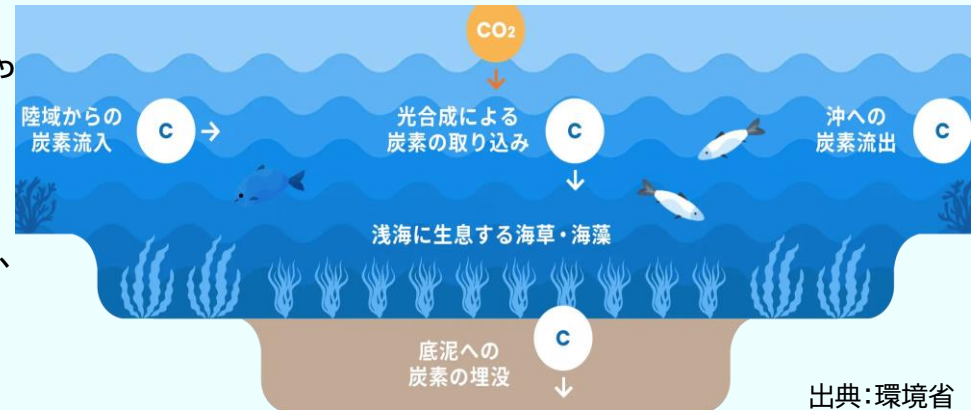 CO2
や
陸域からの
炭素流入
C
光合成による
炭素の取り込み
C
沖への
炭素流出
C
浅海に生息する海草・海藻
、
底泥への
炭素の埋没
C
出典:環境省